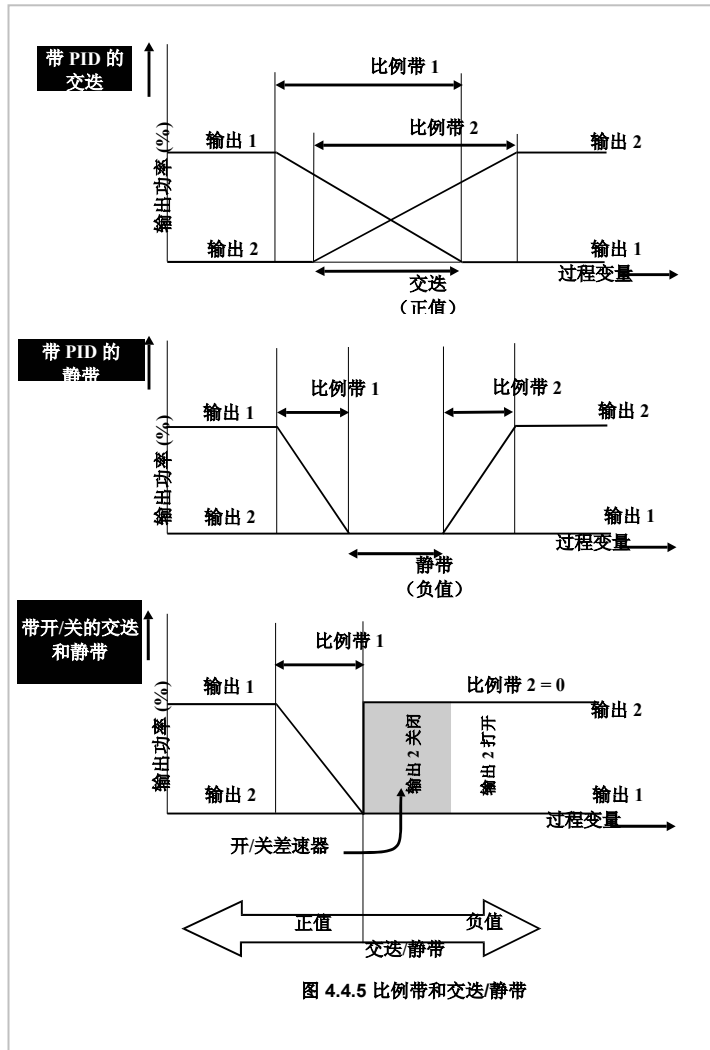 带 PID 的
交迭
比例带 1
输出功率 (%)
输出 1
比例带 2
输出 2
输出 2
输出 1
交迭
（正值）
过程变量
带 PID 的
静带
比例带 1
比例带 2
输出功率 (%)
输出 1
输出 2
输出 2
输出 1
过程变量
静带
（负值）
带开/关的交迭
和静带
比例带 1
输出功率 (%)
输出 1
比例带 2 = 0
输出 2
输出 2 关闭
输出 2 打开
输出 2
输出 1
过程变量
开/关差速器
正值
负值
交迭/静带
图 4.4.5 比例带和交迭/静带